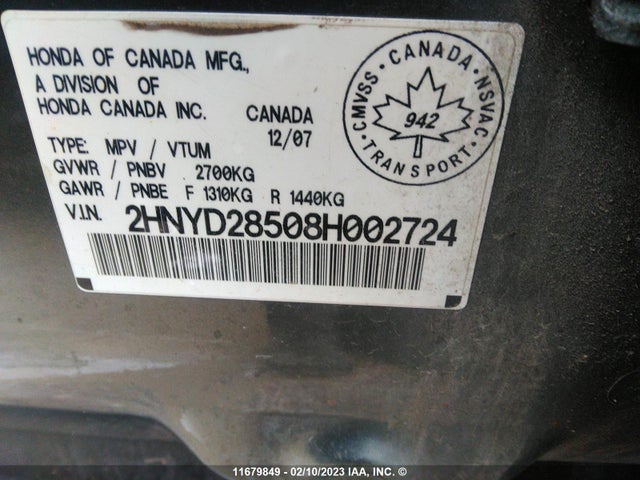 HONDA OF CANADA MFG.,
A DIVISION OF
HONDA CANADA INC. CANADA
12/07
TYPE: MPV / VTUM
GVWR / PNBV 2700KG
GAWR / PNBE F 1310KG R 1440KG
V.I.N. 2HNYD28508H002724
CMVSS · CANADA · NSVAC
942
TRANSPORT
11679849 - 02/10/2023 IAA, INC. ©